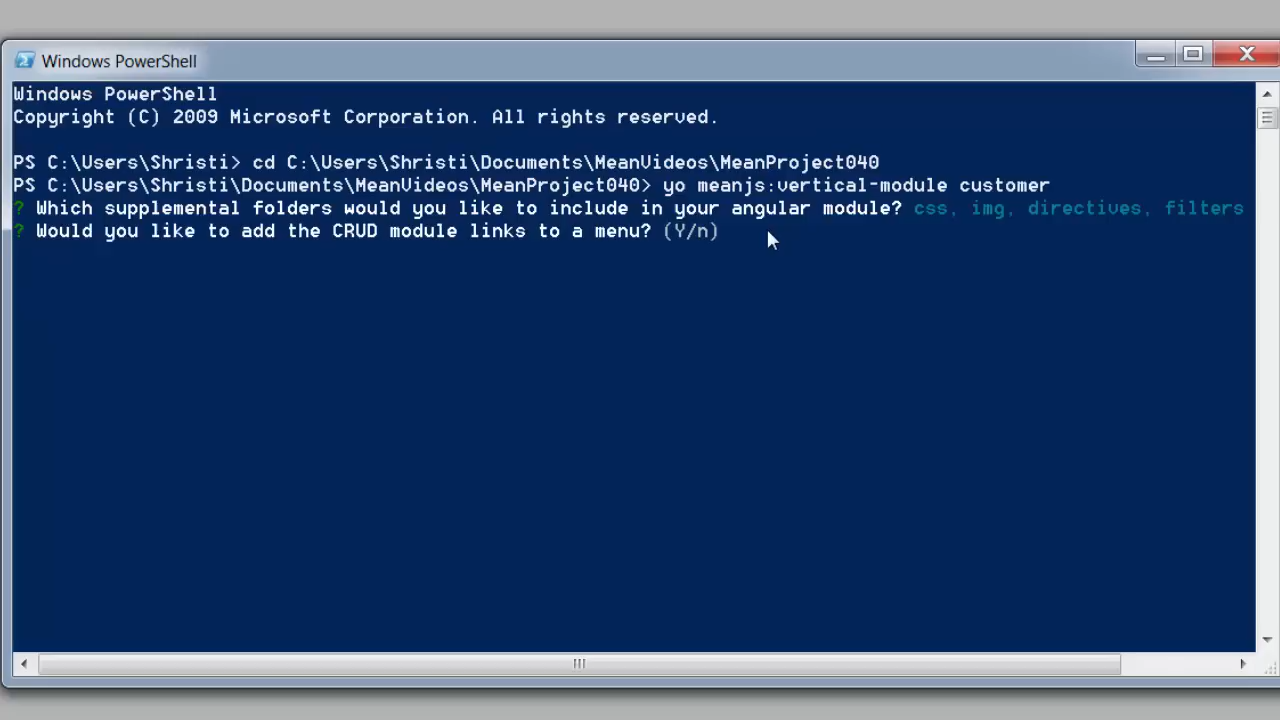 Windows PowerShell
Windows PowerShell
Copyright (C) 2009 Microsoft Corporation. All rights reserved.
PS C:\Users\Shristi> cd C:\Users\Shristi\Documents\MeanVideos\MeanProject040
PS C:\Users\Shristi\Documents\MeanVideos\MeanProject040> yo meanjs:vertical-module customer
? Which supplemental folders would you like to include in your angular module? css, img, directives, filters
? Would you like to add the CRUD module links to a menu? (Y/n)